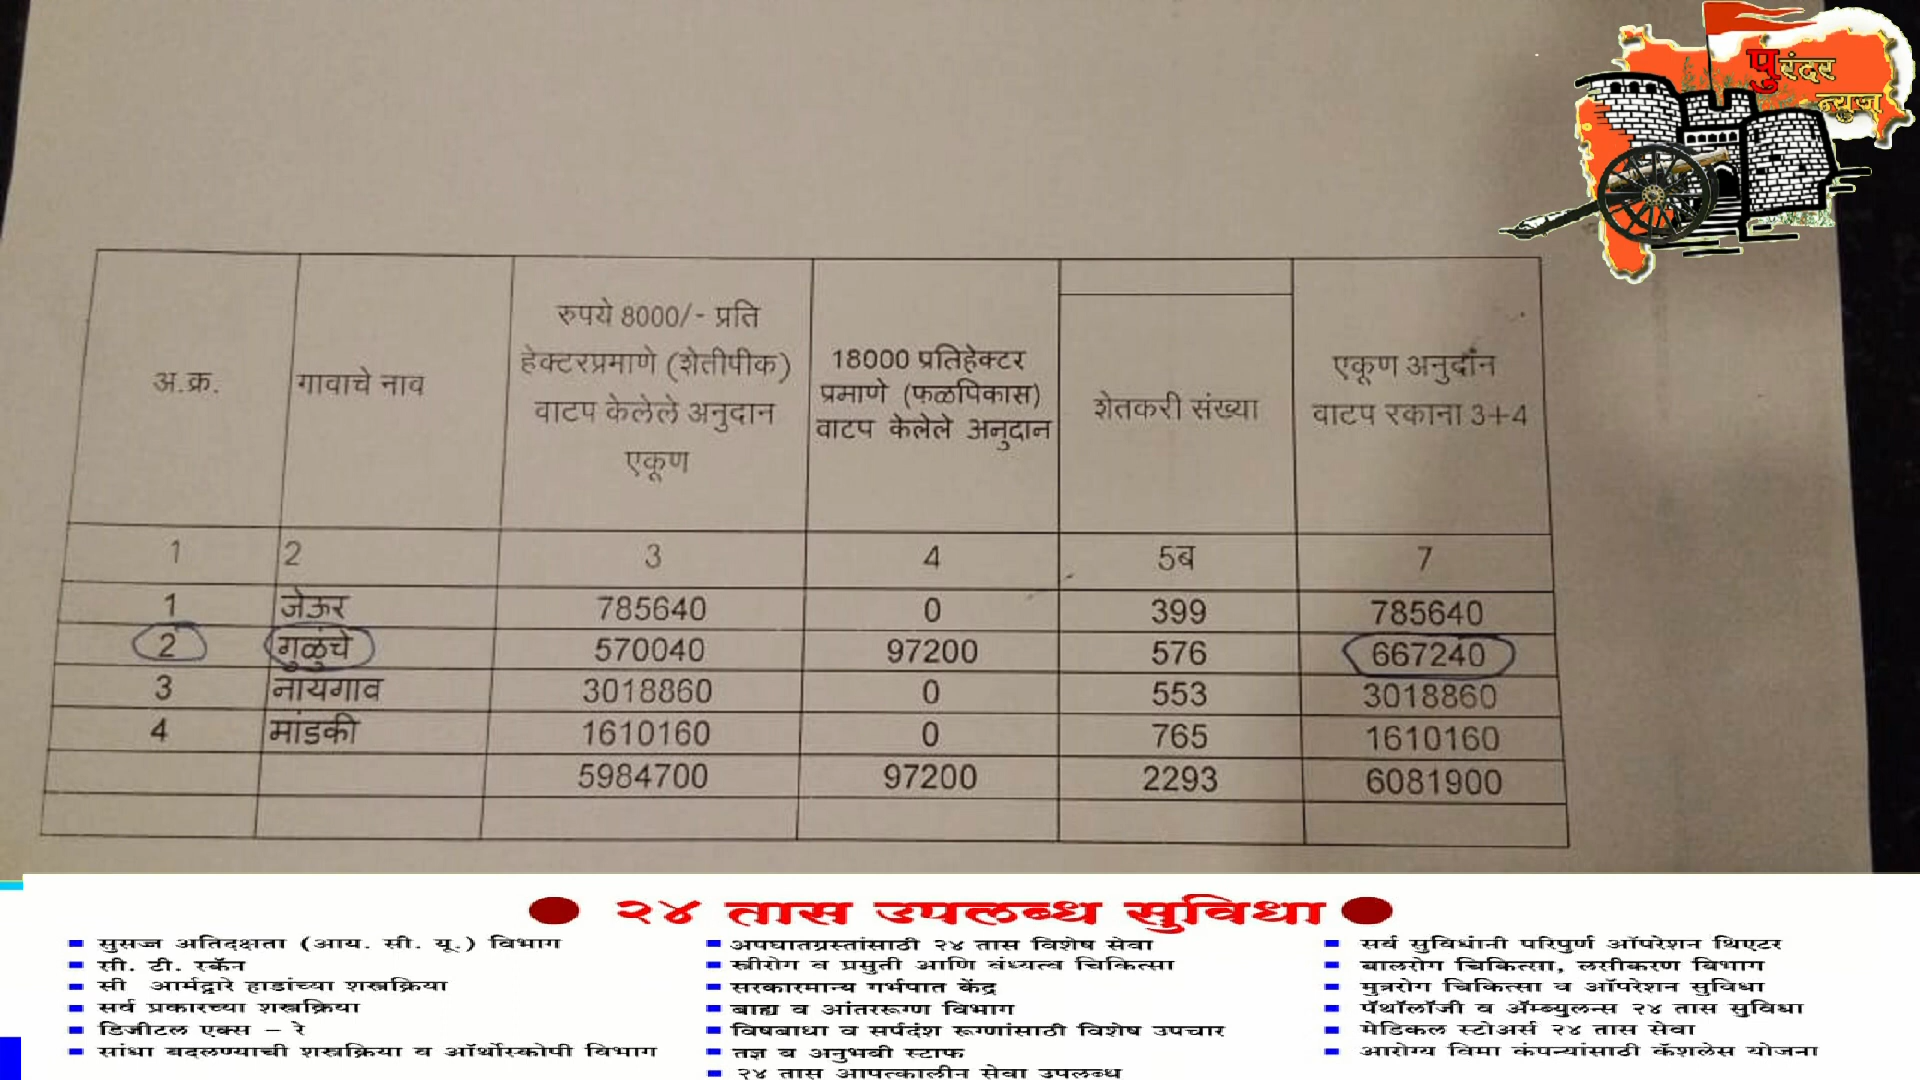 पुरंदर
न्युज
अ.क्र.
गावाचे नाव
रुपये 8000/- प्रति
हेक्टरप्रमाणे (शेतीपीक)
वाटप केलेले अनुदान
एकूण
18000 प्रतिहेक्टर
प्रमाणे (फळपिकास)
वाटप केलेले अनुदान
शेतकरी संख्या
एकूण अनुदान
वाटप रकाना 3+4
1 2 3 4 5ब 7
1 जेऊर 785640 0 399 785640
2 गुळुंचे 570040 97200 576 667240
3 नायगाव 3018860 0 553 3018860
4 मांडकी 1610160 0 765 1610160
5984700 97200 2293 6081900
२४ तास उपलब्ध सुविधा
सुसज्ज अतिदक्षता (आय. सी. यू.) विभाग
सी. टी. स्कॅन
सी आर्मद्वारे हाडांच्या शस्त्रक्रिया
सर्व प्रकारच्या शस्त्रक्रिया
डिजीटल एक्स – रे
सांधा बदलण्याची शस्त्रक्रिया व ऑर्थोस्कोपी विभाग
अपघातग्रस्तांसाठी २४ तास विशेष सेवा
स्त्रीरोग व प्रसुती आणि वंध्यत्व चिकित्सा
सरकारमान्य गर्भपात केंद्र
बाह्य व आंतररूग्ण विभाग
विषबाधा व सर्पदंश रूग्णांसाठी विशेष उपचार
तज्ञ व अनुभवी स्टाफ
२४ तास आपत्कालीन सेवा उपलब्ध
सर्व सुविधांनी परिपुर्ण ऑपरेशन थिएटर
बालरोग चिकित्सा, लसीकरण विभाग
मुत्ररोग चिकित्सा व ऑपरेशन सुविधा
पॅथॉलॉजी व ॲम्ब्युलन्स २४ तास सुविधा
मेडिकल स्टोअर्स २४ तास सेवा
आरोग्य विमा कंपन्यांसाठी कॅशलेस योजना